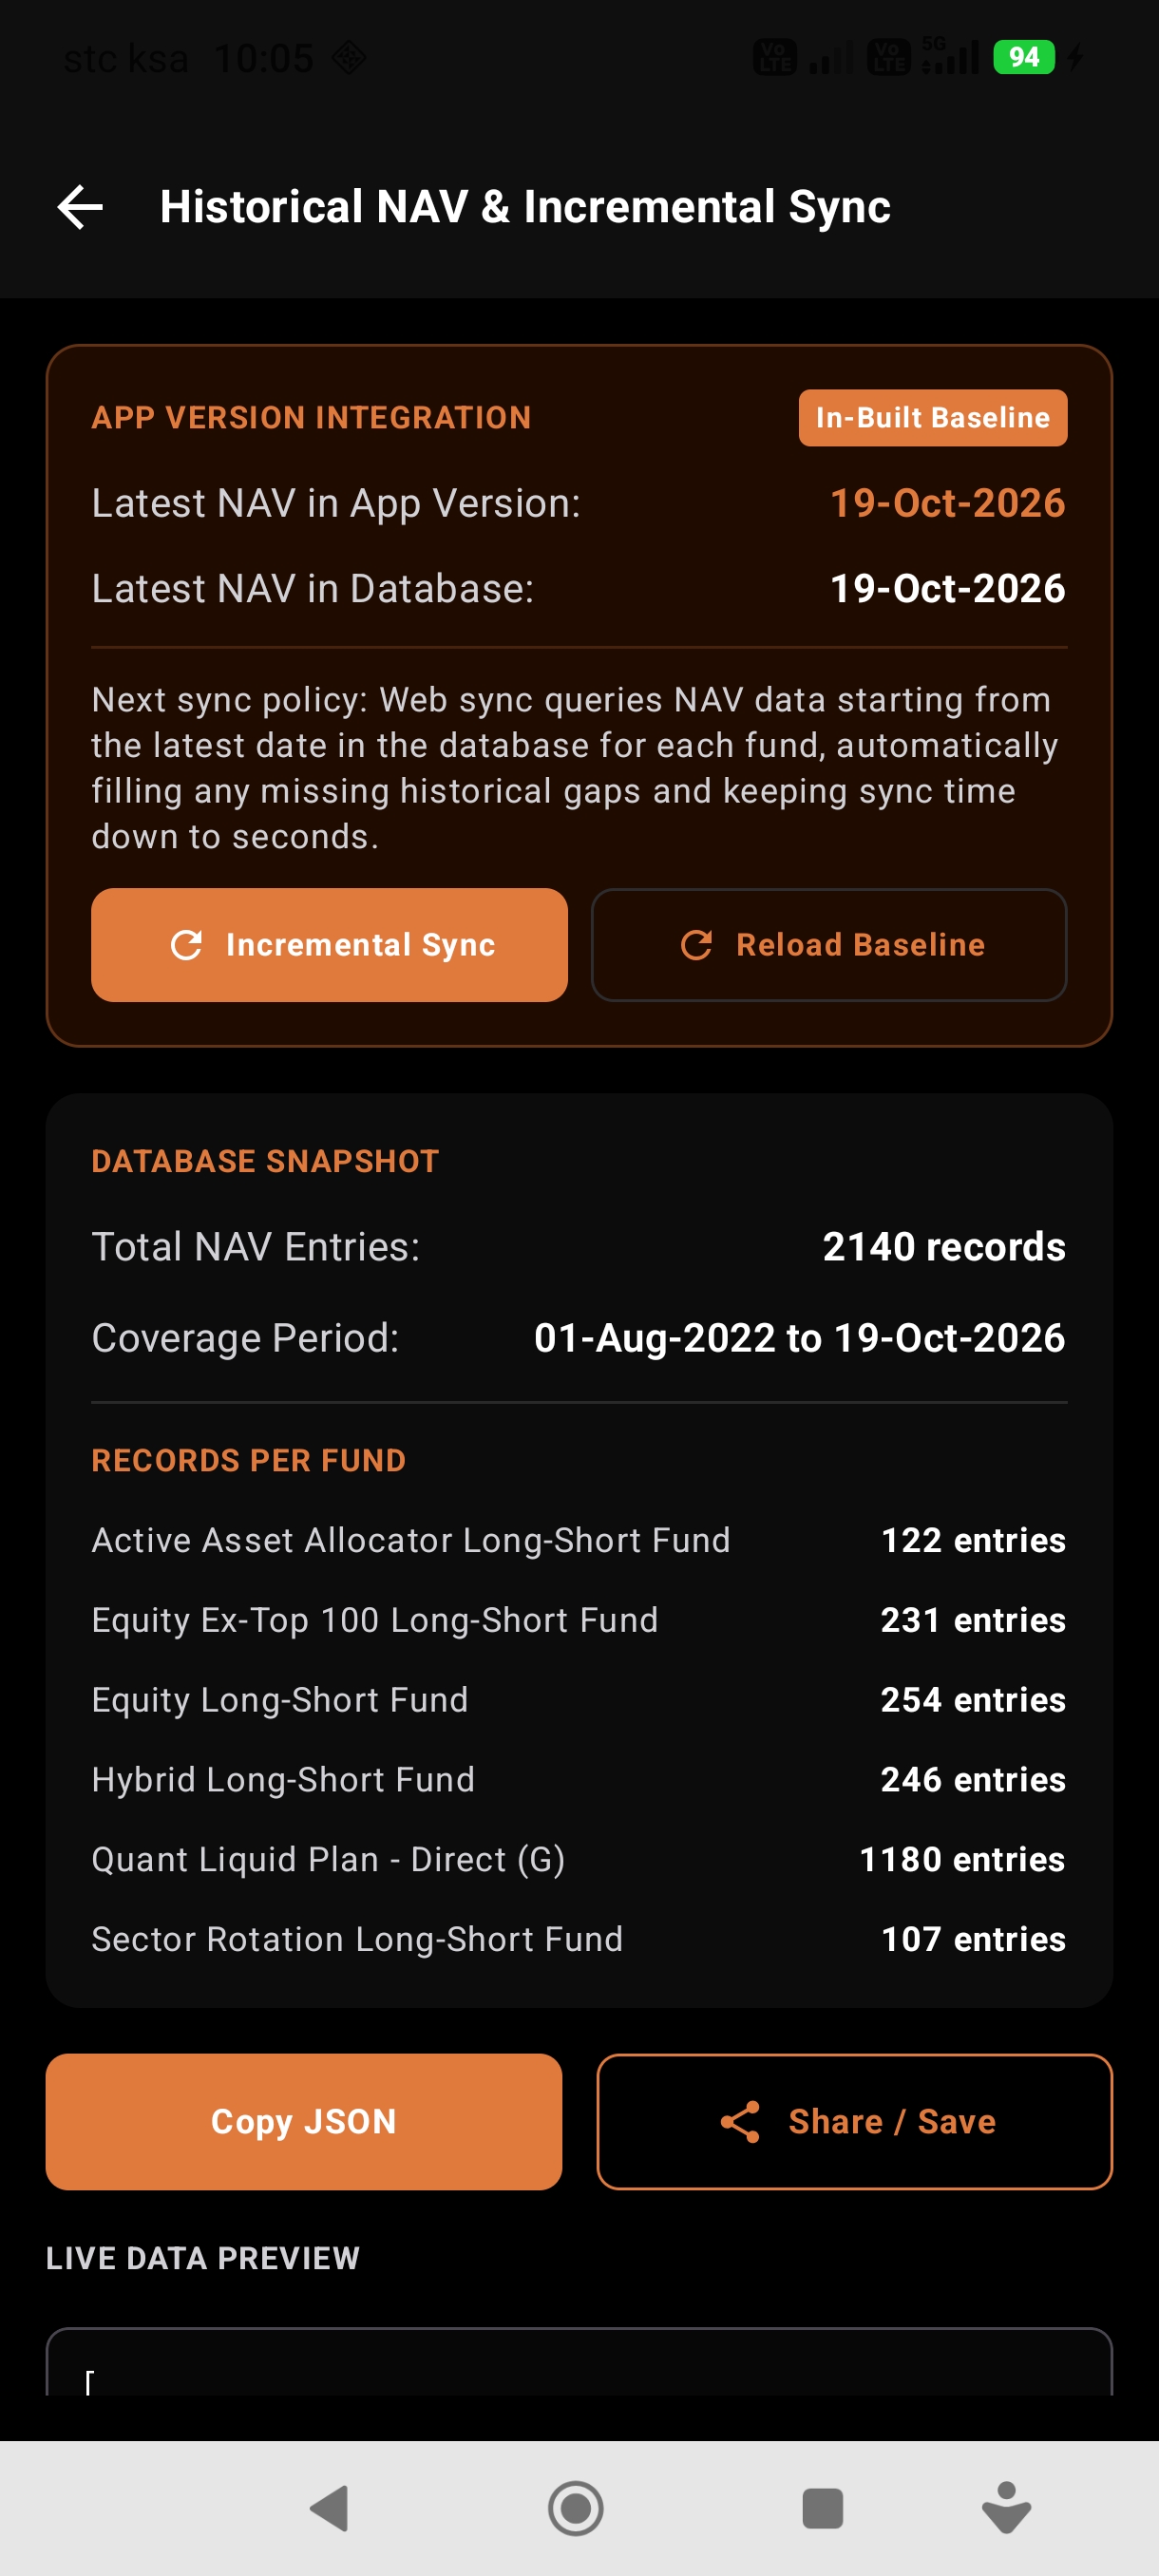 stc ksa 10:05
Vo LTE Vo LTE 5G 94
Historical NAV & Incremental Sync
APP VERSION INTEGRATION
In-Built Baseline
Latest NAV in App Version: 19-Oct-2026
Latest NAV in Database: 19-Oct-2026
Next sync policy: Web sync queries NAV data starting from
the latest date in the database for each fund, automatically
filling any missing historical gaps and keeping sync time
down to seconds.
Incremental Sync
Reload Baseline
DATABASE SNAPSHOT
Total NAV Entries: 2140 records
Coverage Period: 01-Aug-2022 to 19-Oct-2026
RECORDS PER FUND
Active Asset Allocator Long-Short Fund 122 entries
Equity Ex-Top 100 Long-Short Fund 231 entries
Equity Long-Short Fund 254 entries
Hybrid Long-Short Fund 246 entries
Quant Liquid Plan - Direct (G) 1180 entries
Sector Rotation Long-Short Fund 107 entries
Copy JSON
Share / Save
LIVE DATA PREVIEW
[